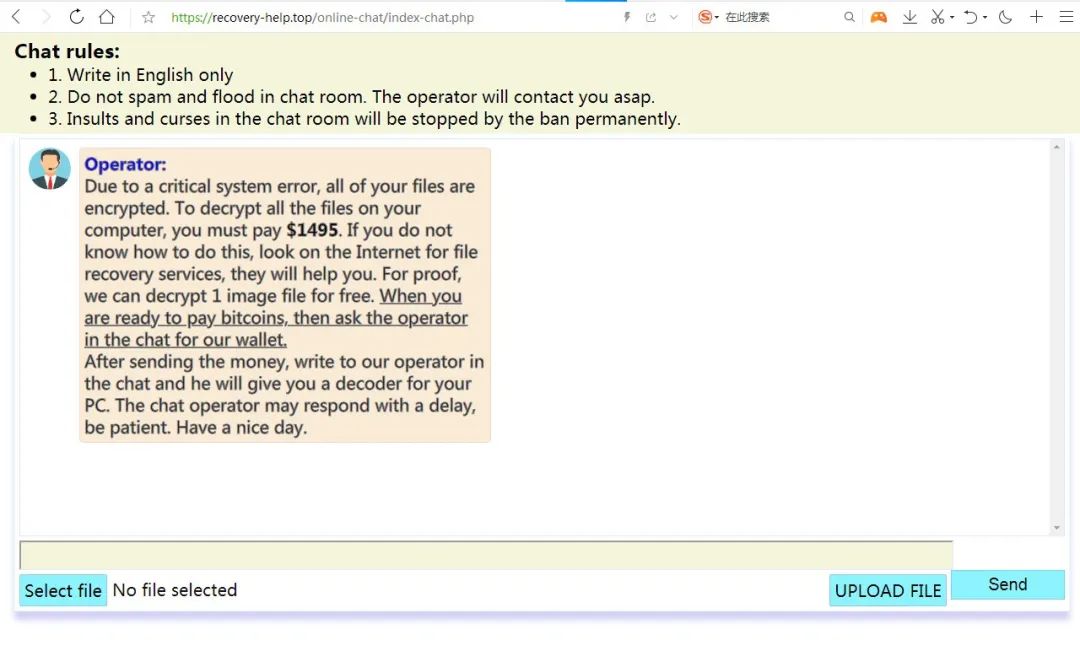 https://recovery-help.top/online-chat/index-chat.php
在此搜索
Chat rules:
1. Write in English only
2. Do not spam and flood in chat room. The operator will contact you asap.
3. Insults and curses in the chat room will be stopped by the ban permanently.
Operator:
Due to a critical system error, all of your files are
encrypted. To decrypt all the files on your
computer, you must pay $1495. If you do not
know how to do this, look on the Internet for file
recovery services, they will help you. For proof,
we can decrypt 1 image file for free. When you
are ready to pay bitcoins, then ask the operator
in the chat for our wallet.
After sending the money, write to our operator in
the chat and he will give you a decoder for your
PC. The chat operator may respond with a delay,
be patient. Have a nice day.
Select file No file selected
UPLOAD FILE
Send